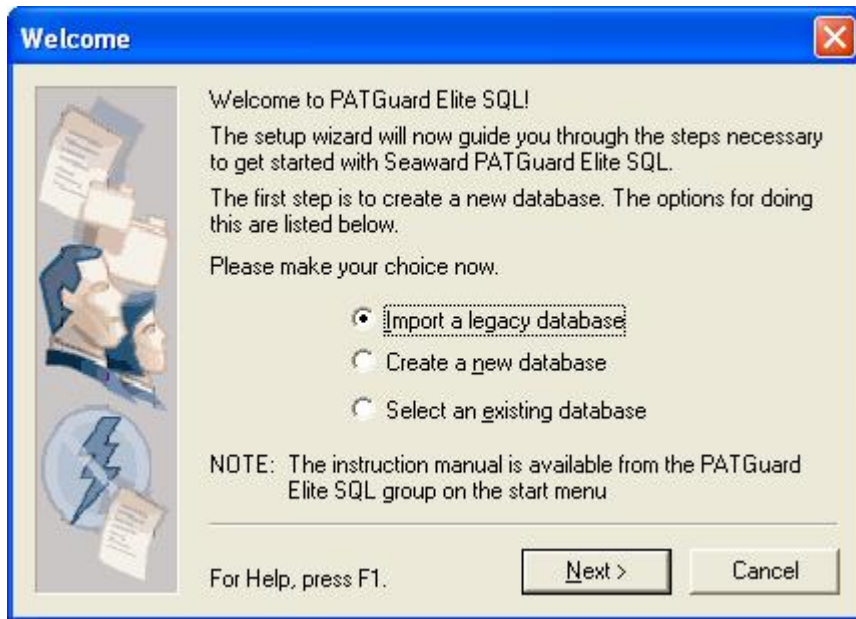 Welcome
Welcome to PATGuard Elite SQL!
The setup wizard will now guide you through the steps necessary
to get started with Seaward PATGuard Elite SQL.
The first step is to create a new database. The options for doing
this are listed below.
Please make your choice now.
Import a legacy database
Create a new database
Select an existing database
NOTE: The instruction manual is available from the PATGuard
Elite SQL group on the start menu
For Help, press F1.
Next >
Cancel